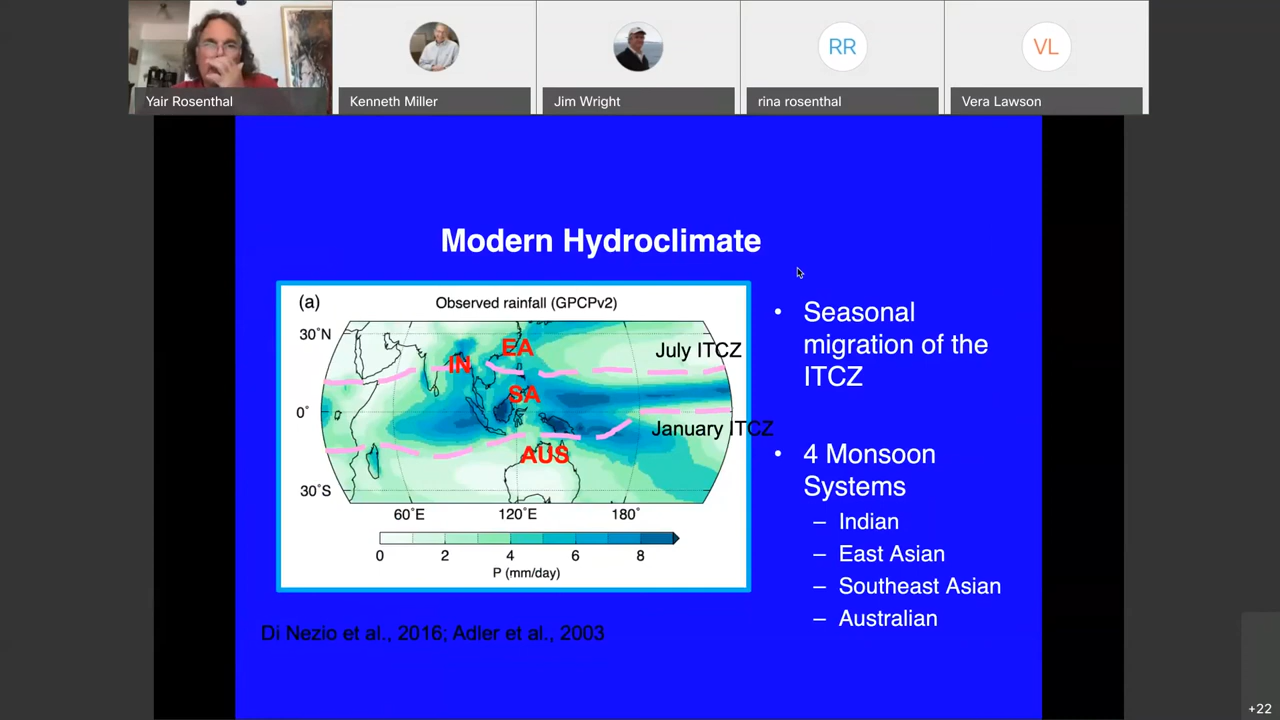 RR
VL
Yair Rosenthal
Kenneth Miller
Jim Wright
rina rosenthal
Vera Lawson
Modern Hydroclimate
(a)
Observed rainfall (GPCPv2)
30°N
0°
30°S
60°E
120°E
180°
EA
IN
SA
AUS
July ITCZ
January ITCZ
0 2 4 6 8
P (mm/day)
• Seasonal
migration of the
ITCZ
• 4 Monsoon
Systems
– Indian
– East Asian
– Southeast Asian
– Australian
Di Nezio et al., 2016; Adler et al., 2003
+22